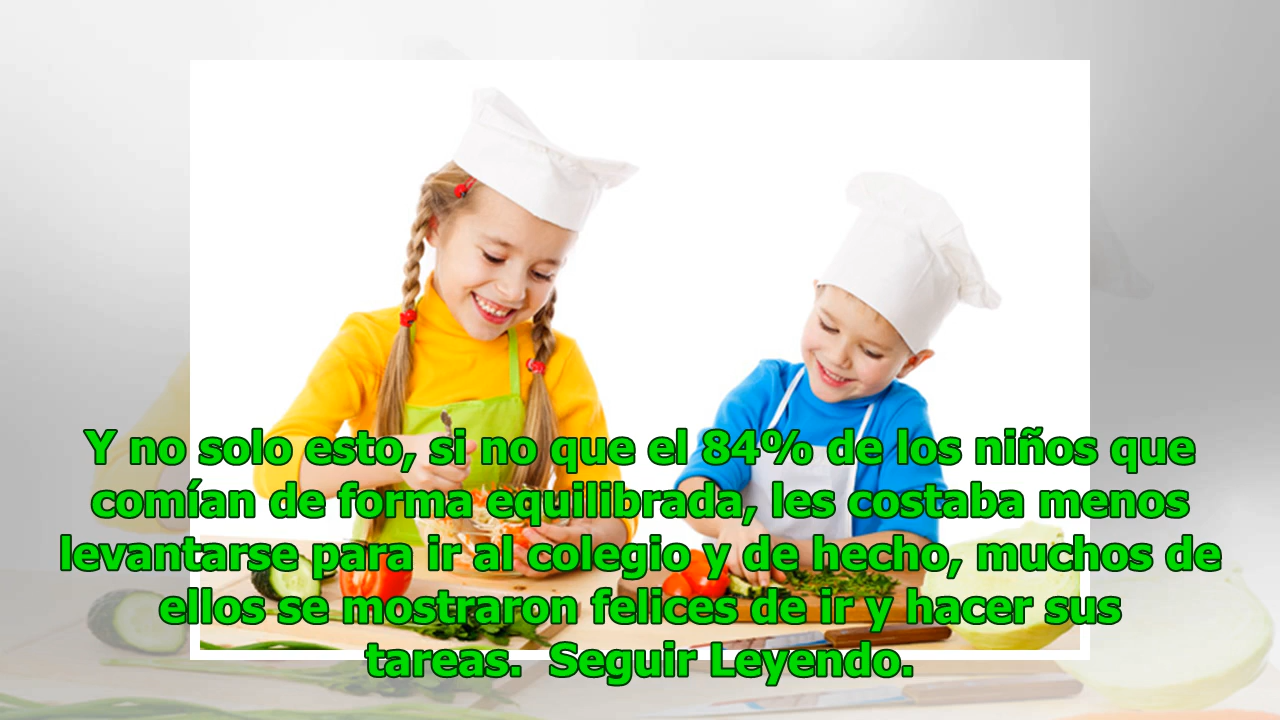 Y no solo esto, si no que el 84% de los niños que
comían de forma equilibrada, les costaba menos
levantarse para ir al colegio y de hecho, muchos de
ellos se mostraron felices de ir y hacer sus
tareas.  Seguir Leyendo.